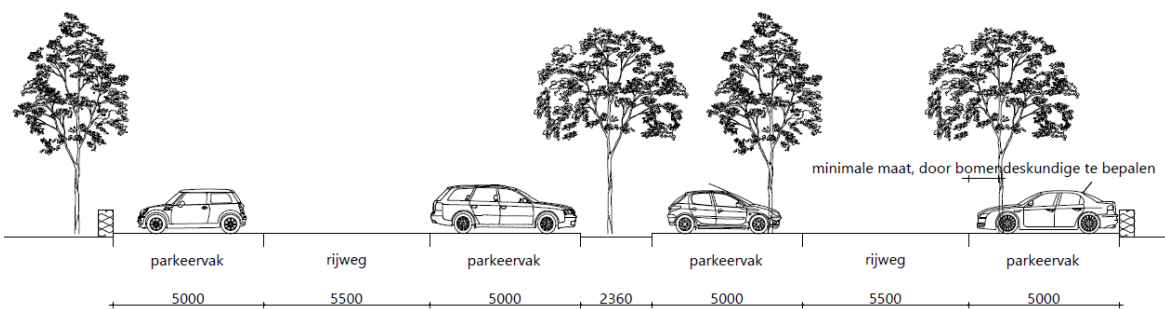 minimale maat, door bomendeskundige te bepalen
parkeervak rijweg parkeervak parkeervak rijweg parkeervak
5000 5500 5000 2360 5000 5500 5000